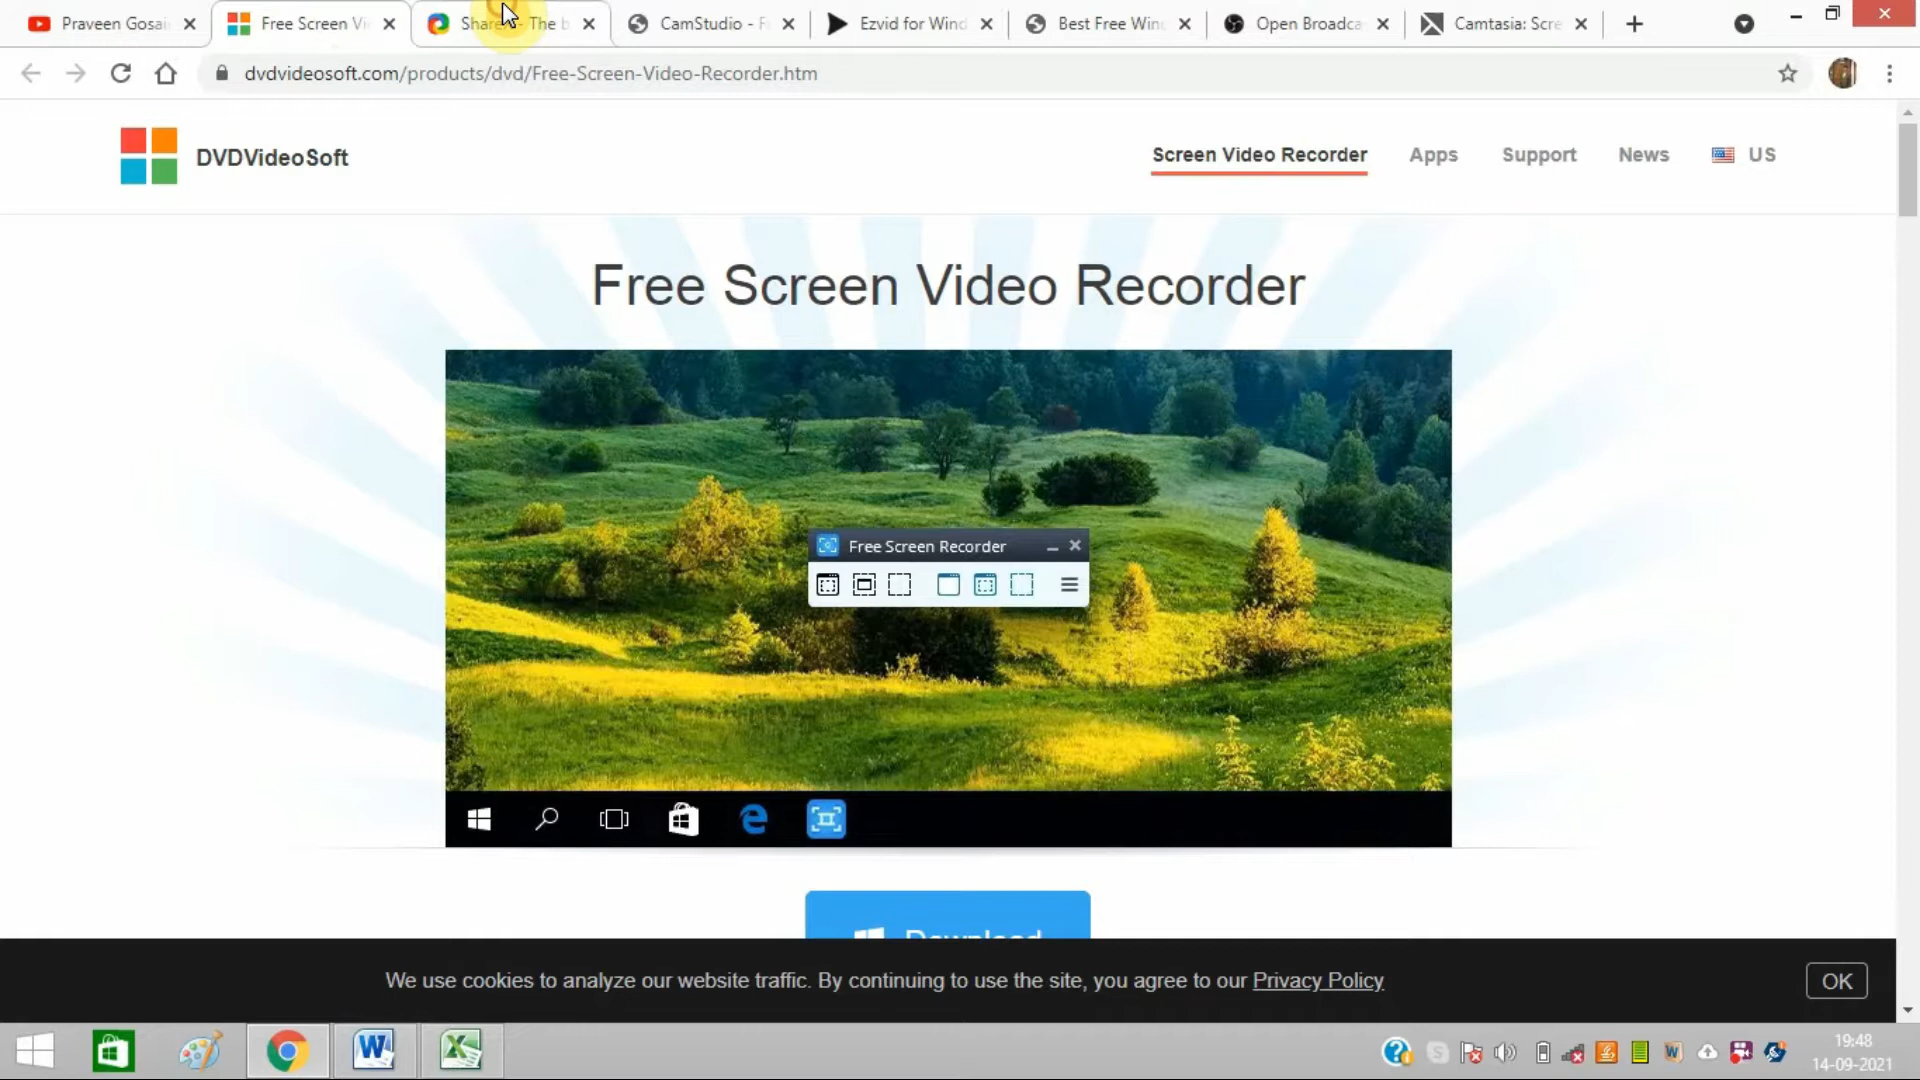 Praveen Gosai
Free Screen Vi
Share
The b
CamStudio - F
Ezvid for Wind
Best Free Wind
Open Broadca
Camtasia: Scre
dvdvideosoft.com/products/dvd/Free-Screen-Video-Recorder.htm
DVDVideoSoft
Screen Video Recorder
Apps
Support
News
US
Free Screen Video Recorder
Free Screen Recorder
Download
We use cookies to analyze our website traffic. By continuing to use the site, you agree to our Privacy Policy
OK
19:48
14-09-2021